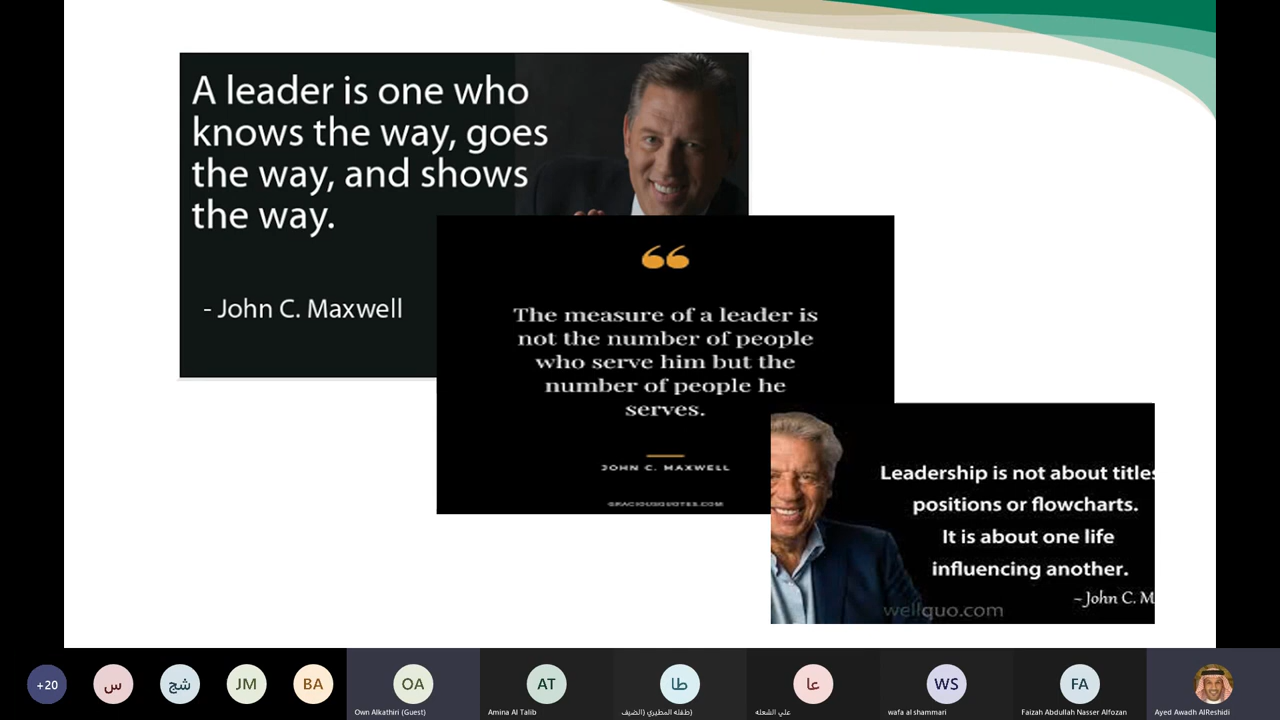 A leader is one who
knows the way, goes
the way, and shows
the way.
- John C. Maxwell
The measure of a leader is
not the number of people
who serve him but the
number of people he
serves.
JOHN C. MAXWELL
GRACIOUSQUOTES.COM
Leadership is not about titles
positions or flowcharts.
It is about one life
influencing another.
~John C. M
wellquo.com
+20
س
شج
JM
BA
OA
Own Alkathiri (Guest)
AT
Amina Al Talib
طا
طفله المطيري (الضيف)
عا
علي الشعله
WS
wafa al shammari
FA
Faizah Abdullah Nasser Alfozan
Ayed Awadh AlReshidi